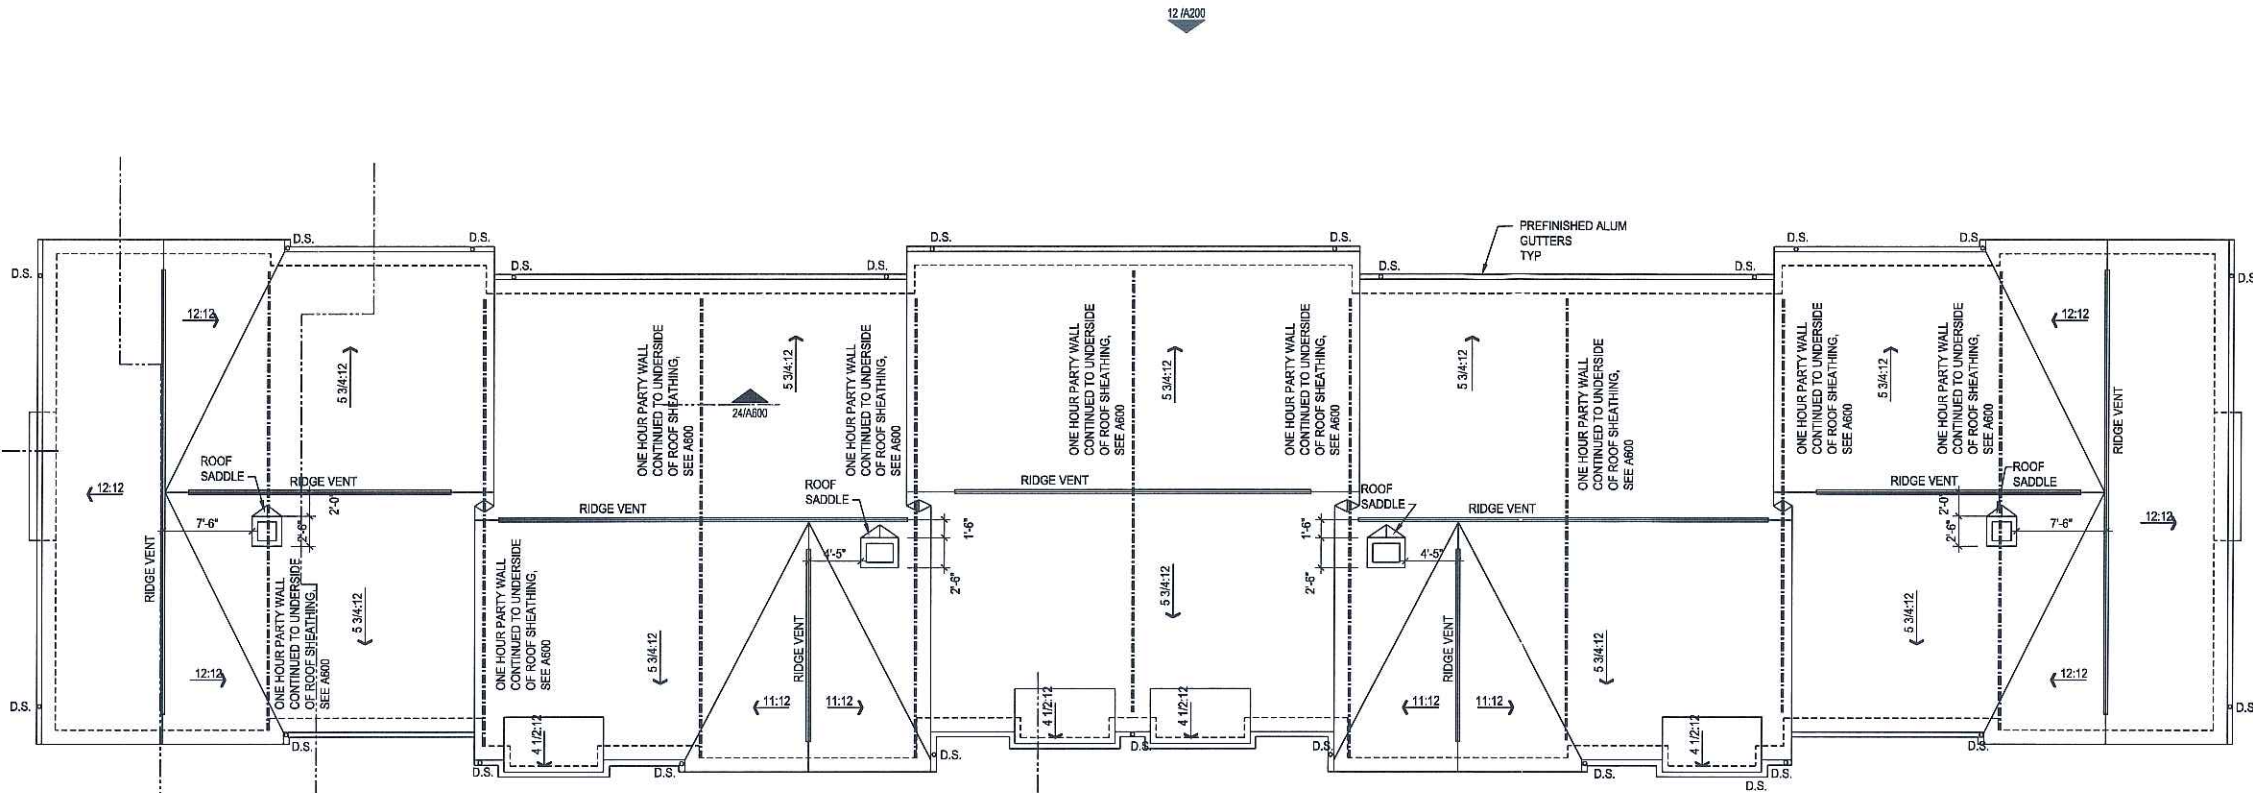 12 /A200
PREFINISHED ALUM
GUTTERS
TYP
D.S.
D.S.
D.S.
D.S.
D.S.
D.S.
D.S.
D.S.
D.S.
D.S.
D.S.
D.S.
12:12
5 3/4:12
ONE HOUR PARTY WALL
CONTINUED TO UNDERSIDE
OF ROOF SHEATHING,
SEE A600
5 3/4:12
24/A600
ONE HOUR PARTY WALL
CONTINUED TO UNDERSIDE
OF ROOF SHEATHING,
SEE A600
ONE HOUR PARTY WALL
CONTINUED TO UNDERSIDE
OF ROOF SHEATHING,
SEE A600
5 3/4:12
ONE HOUR PARTY WALL
CONTINUED TO UNDERSIDE
OF ROOF SHEATHING,
SEE A600
5 3/4:12
ONE HOUR PARTY WALL
CONTINUED TO UNDERSIDE
OF ROOF SHEATHING,
SEE A600
ONE HOUR PARTY WALL
CONTINUED TO UNDERSIDE
OF ROOF SHEATHING,
SEE A600
5 3/4:12
ONE HOUR PARTY WALL
CONTINUED TO UNDERSIDE
OF ROOF SHEATHING,
SEE A600
12:12
RIDGE VENT
12:12
ROOF
SADDLE
RIDGE VENT
2'-0"
7'-6"
2'-6"
RIDGE VENT
RIDGE VENT
ROOF
SADDLE
4'-5"
1'-6"
2'-6"
RIDGE VENT
ROOF
SADDLE
1'-6"
2'-6"
4'-5"
RIDGE VENT
RIDGE VENT
ROOF
SADDLE
2'-0"
2'-6"
7'-6"
12:12
12:12
ONE HOUR PARTY WALL
CONTINUED TO UNDERSIDE
OF ROOF SHEATHING,
SEE A600
5 3/4:12
ONE HOUR PARTY WALL
CONTINUED TO UNDERSIDE
OF ROOF SHEATHING,
SEE A600
5 3/4:12
RIDGE VENT
11:12
11:12
5 3/4:12
RIDGE VENT
11:12
11:12
5 3/4:12
5 3/4:12
12:12
D.S.
D.S.
4 1/2:12
4 1/2:12
4 1/2:12
4 1/2:12
D.S.
D.S.
D.S.
D.S.
D.S.
D.S.
D.S.
D.S.
D.S.
D.S.
D.S.